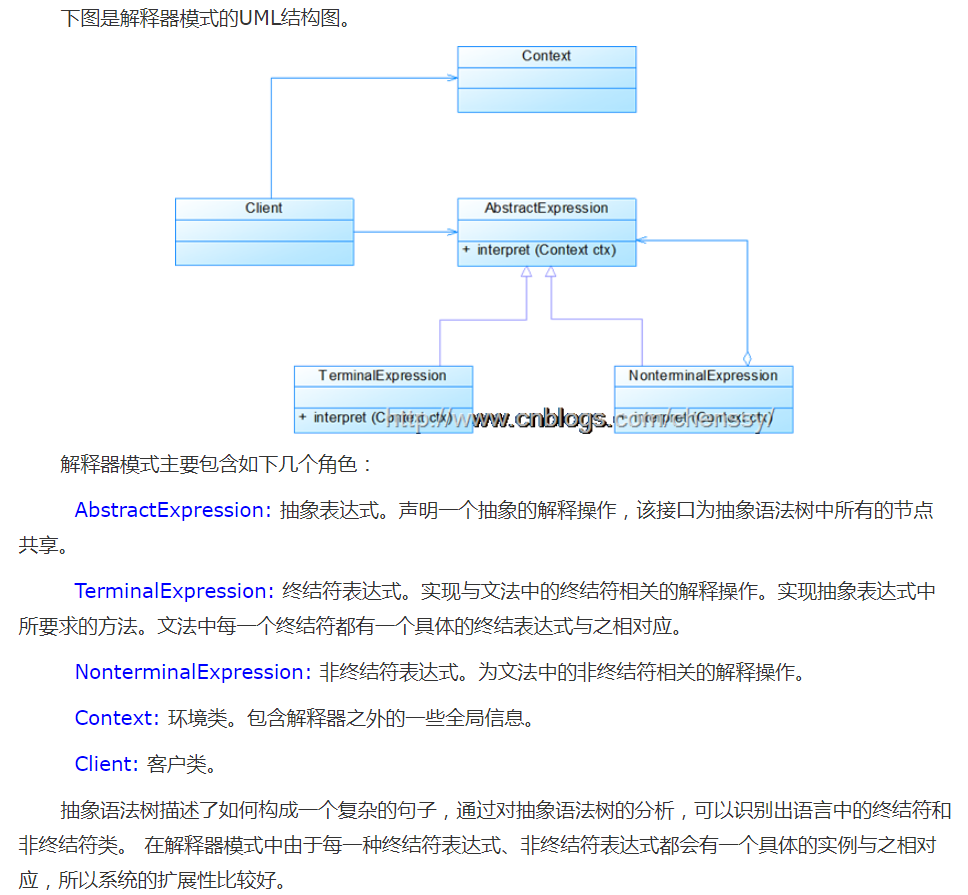 下图是解释器模式的UML结构图。
Context
Client
AbstractExpression
+ interpret (Context ctx)
TerminalExpression
NonterminalExpression
+ interpret (Context ctx)
+ interpret (Context ctx)
http://www.cnblogs.com/chenssy/
解释器模式主要包含如下几个角色：
AbstractExpression: 抽象表达式。声明一个抽象的解释操作，该接口为抽象语法树中所有的节点
共享。
TerminalExpression: 终结符表达式。实现与文法中的终结符相关的解释操作。实现抽象表达式中
所要求的方法。文法中每一个终结符都有一个具体的终结表达式与之相对应。
NonterminalExpression: 非终结符表达式。为文法中的非终结符相关的解释操作。
Context: 环境类。包含解释器之外的一些全局信息。
Client: 客户类。
抽象语法树描述了如何构成一个复杂的句子，通过对抽象语法树的分析，可以识别出语言中的终结符和
非终结符类。 在解释器模式中由于每一种终结符表达式、非终结符表达式都会有一个具体的实例与之相对
应，所以系统的扩展性比较好。